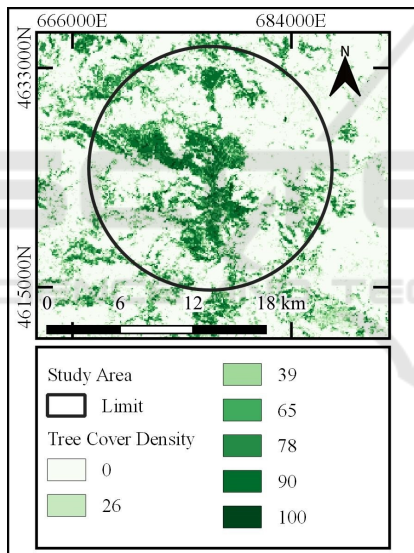 666000E 684000E
4633000N
N
4615000N
0 6 12 18 km
Study Area
Limit
Tree Cover Density
0
26
39
65
78
90
100